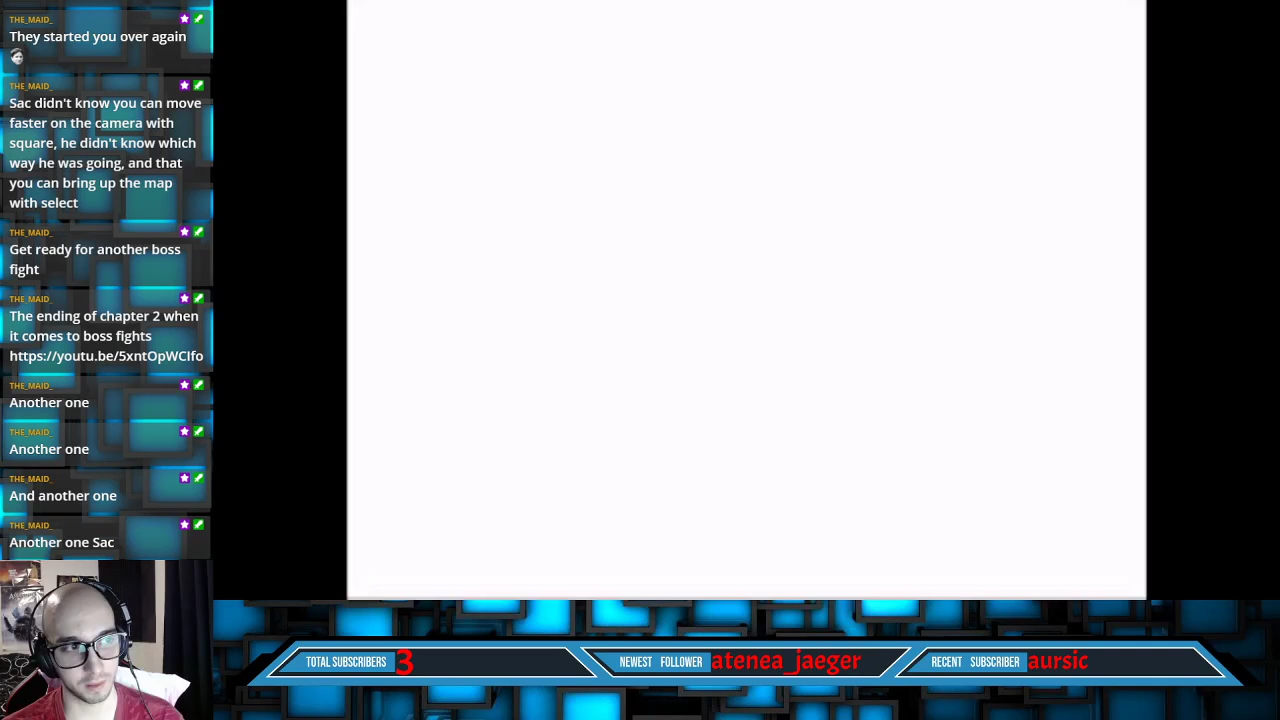 THE_MAID_
They started you over again
THE_MAID_
Sac didn't know you can move
faster on the camera with
square, he didn't know which
way he was going, and that
you can bring up the map
with select
THE_MAID_
Get ready for another boss
fight
THE_MAID_
The ending of chapter 2 when
it comes to boss fights
https://youtu.be/5xntOpWCIfo
THE_MAID_
Another one
THE_MAID_
Another one
THE_MAID_
And another one
THE_MAID_
Another one Sac
TOTAL SUBSCRIBERS 3
NEWEST FOLLOWER atenea_jaeger
RECENT SUBSCRIBER aursic